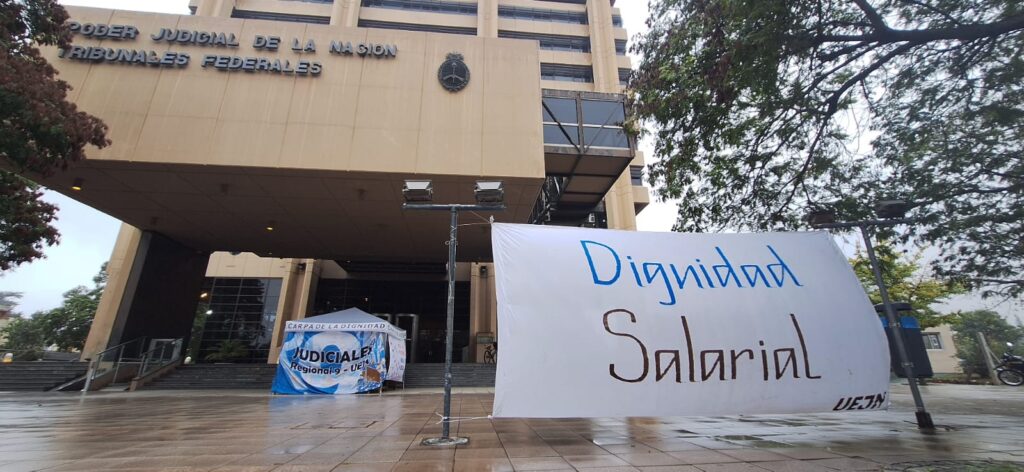 PODER JUDICIAL DE LA NACION
TRIBUNALES FEDERALES
CARPA DE LA DIGNIDAD
JUDICIALES
Regional 9 - UEJN
Dignidad
Salarial
UEJN